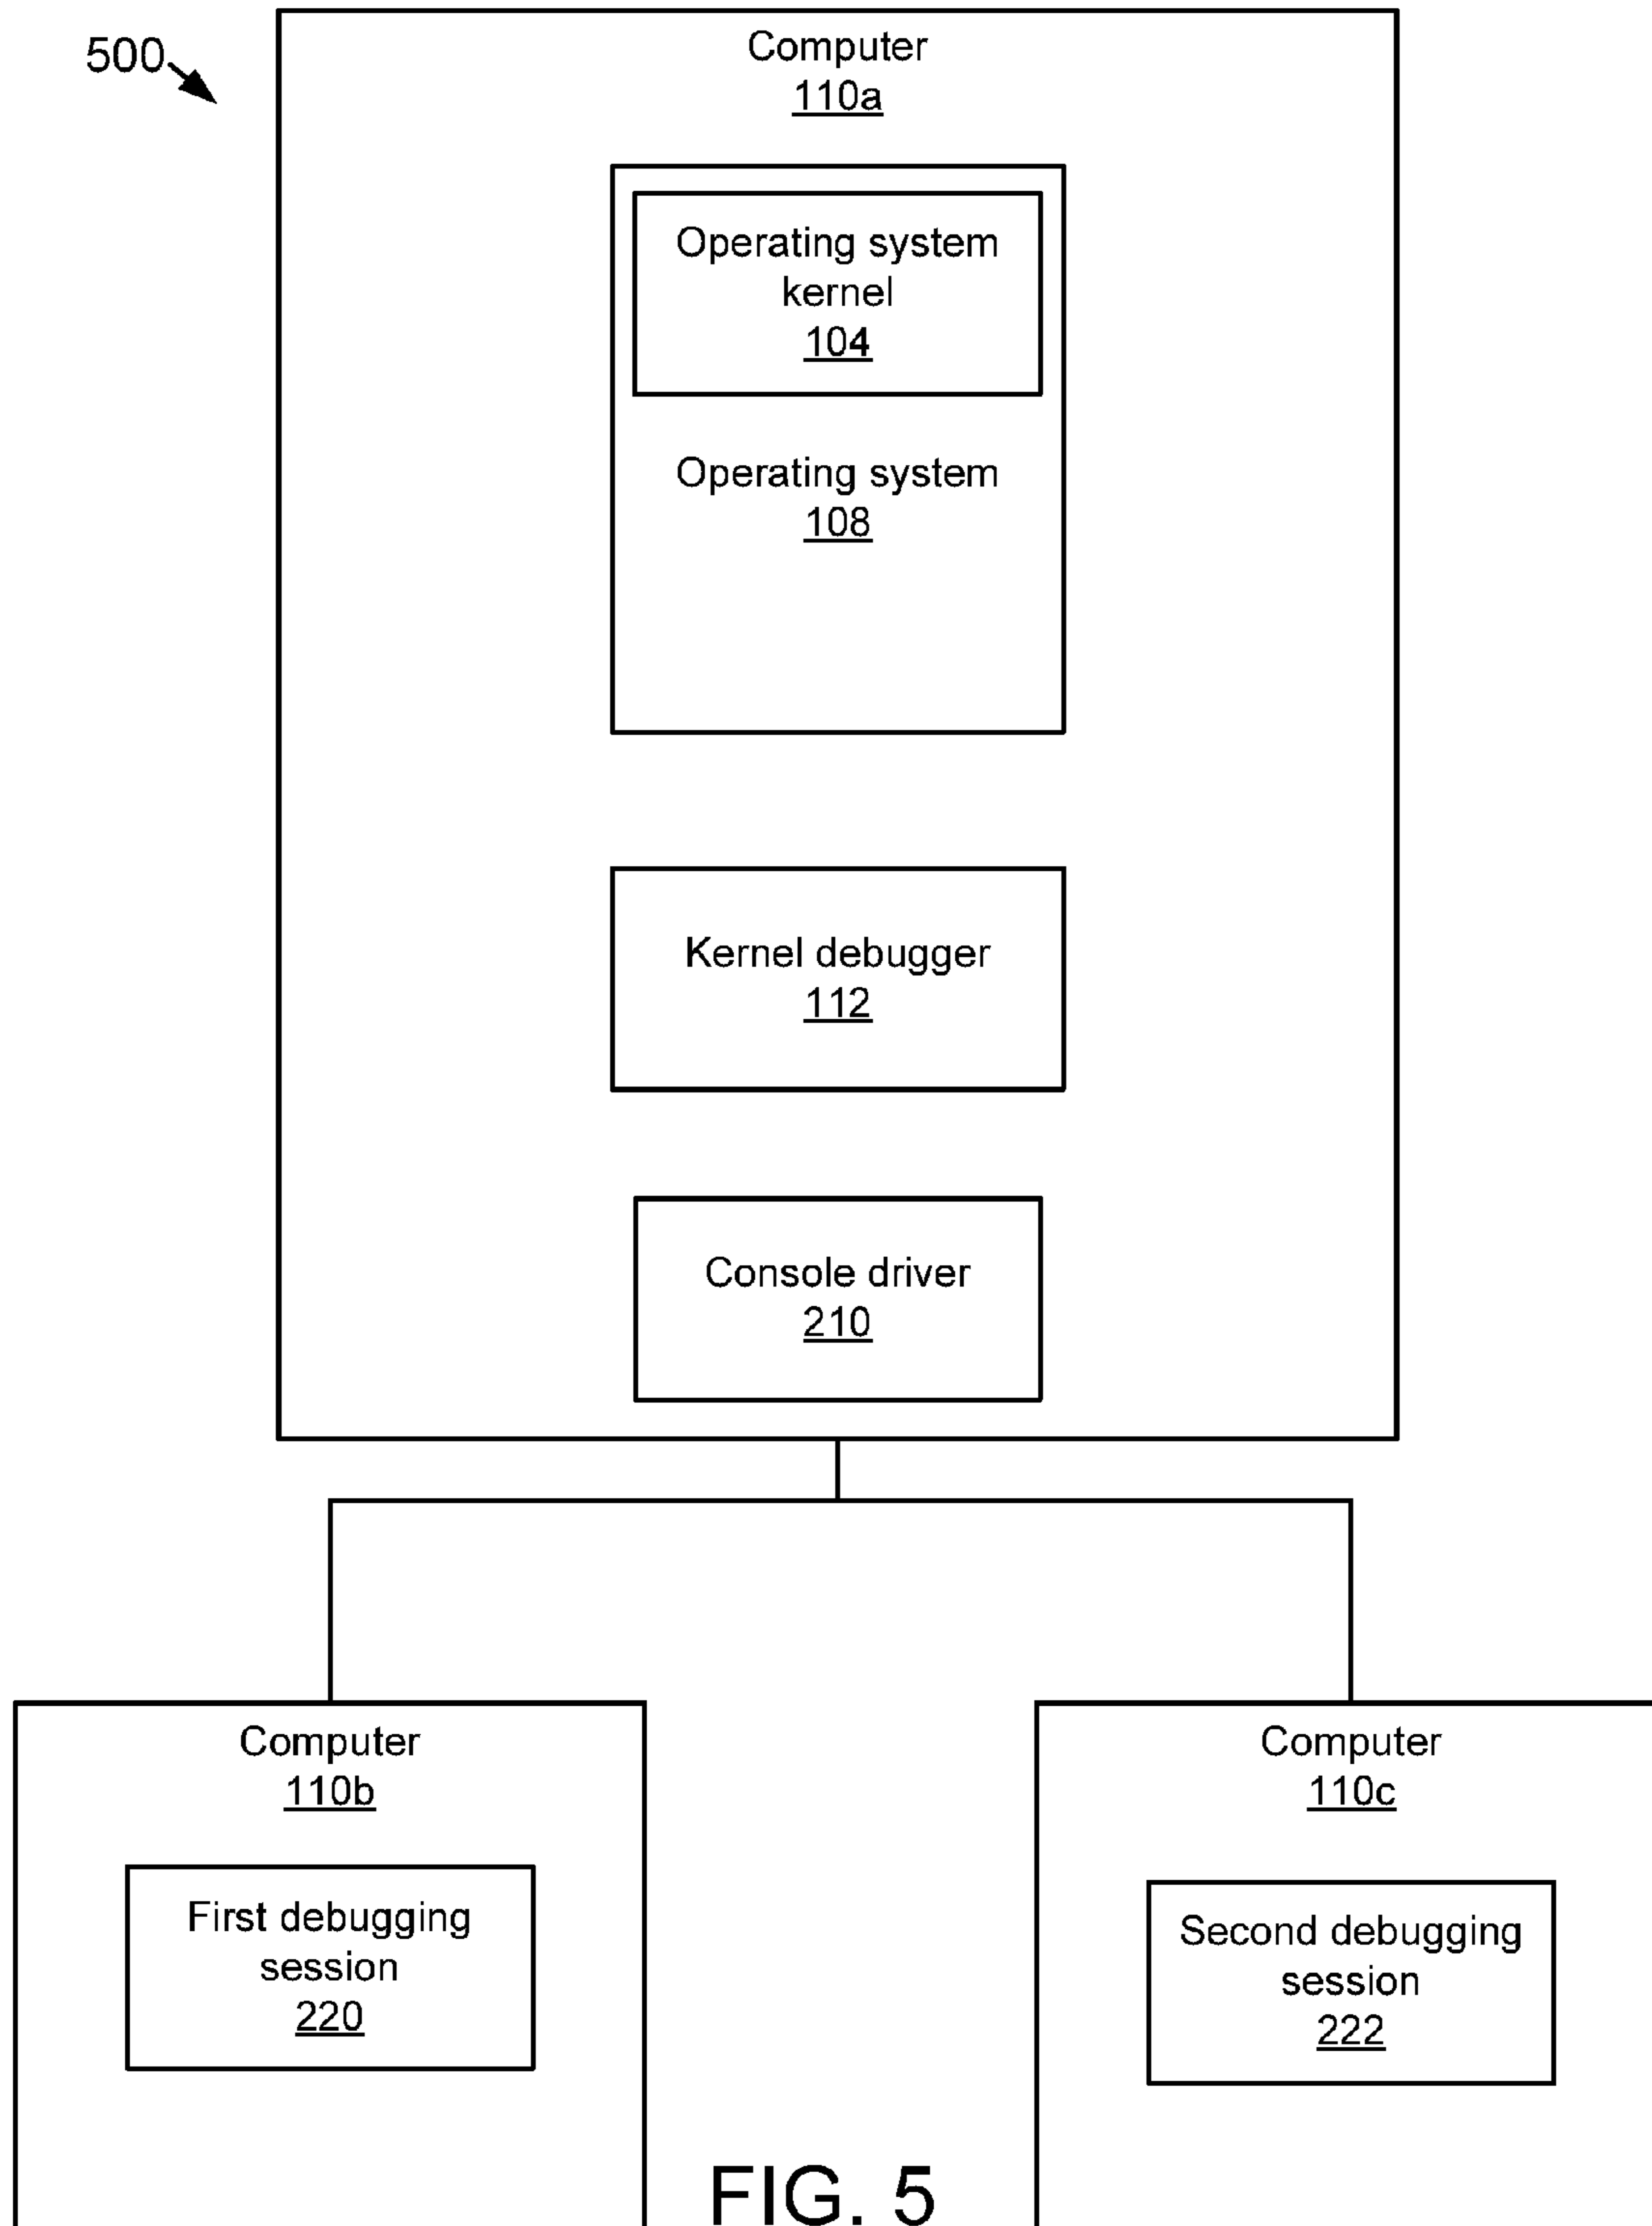 500
Computer
110a
Operating system
kernel
104
Operating system
108
Kernel debugger
112
Console driver
210
Computer
110b
First debugging
session
220
Computer
110c
Second debugging
session
222
FIG. 5